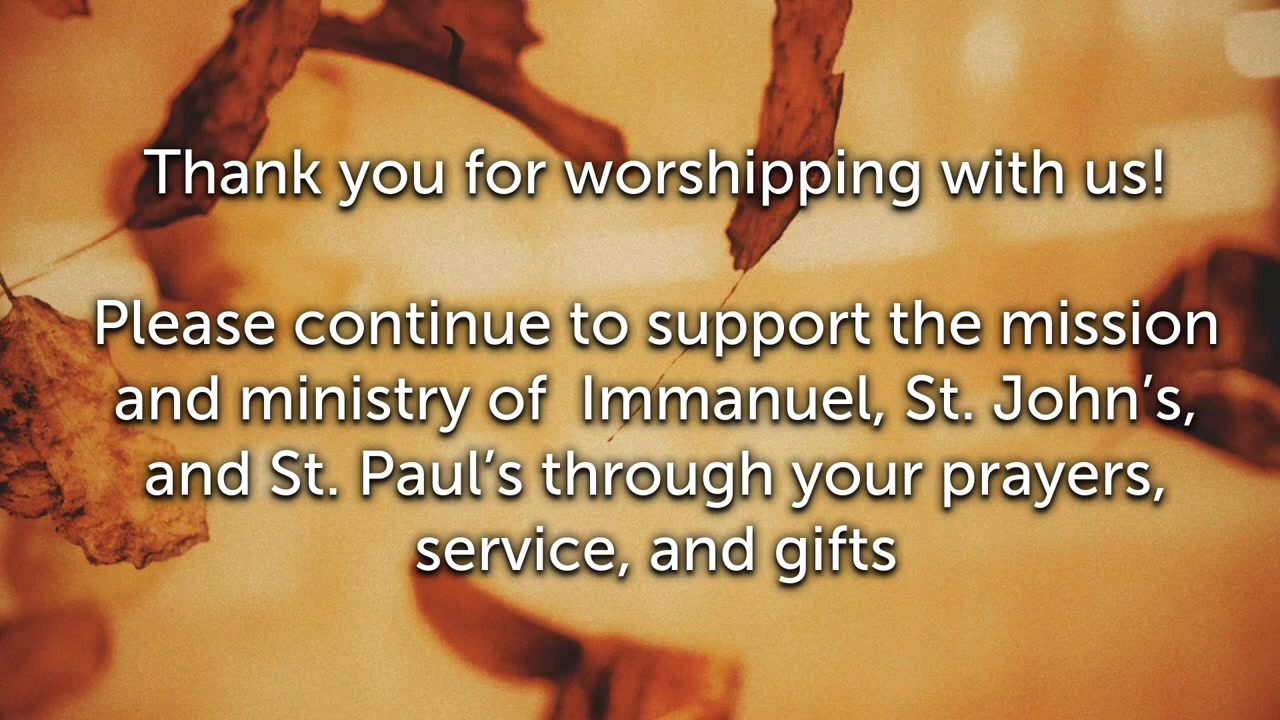 Thank you for worshipping with us!
Please continue to support the mission
and ministry of  Immanuel, St. John’s,
and St. Paul’s through your prayers,
service, and gifts